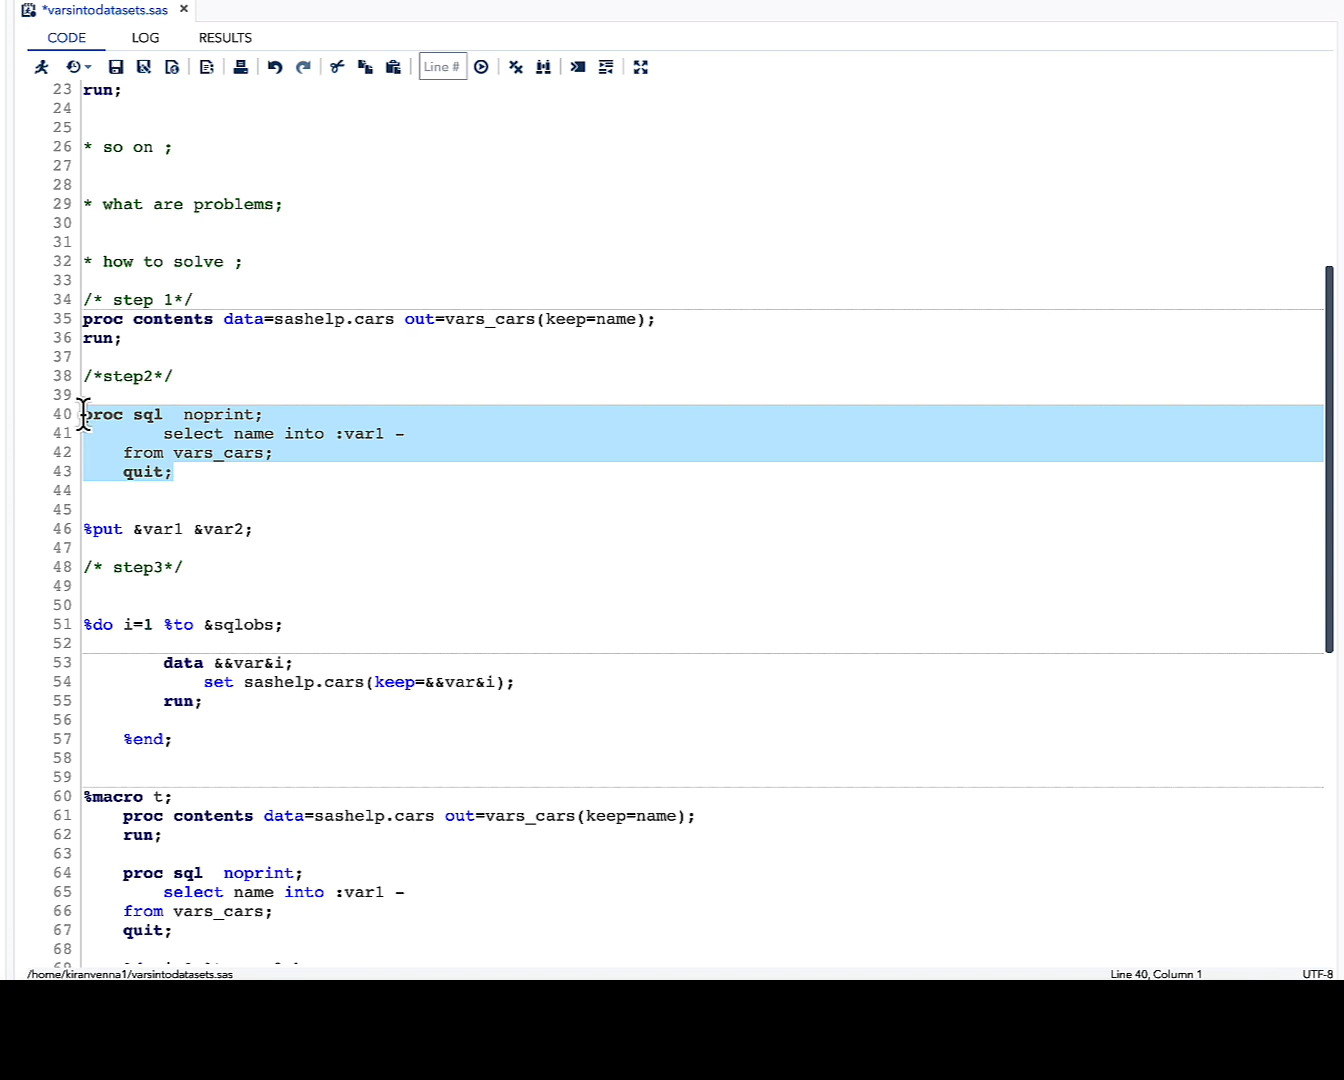 *varsintodatasets.sas ×
CODE LOG RESULTS
Line #
23 run;
24
25
26 * so on ;
27
28
29 * what are problems;
30
31
32 * how to solve ;
33
34 /* step 1*/
35 proc contents data=sashelp.cars out=vars_cars(keep=name);
36 run;
37
38 /*step2*/
39
40 proc sql  noprint;
41         select name into :var1 -
42     from vars_cars;
43     quit;
44
45
46 %put &var1 &var2;
47
48 /* step3*/
49
50
51 %do i=1 %to &sqlobs;
52
53         data &&var&i;
54             set sashelp.cars(keep=&&var&i);
55         run;
56
57     %end;
58
59
60 %macro t;
61     proc contents data=sashelp.cars out=vars_cars(keep=name);
62     run;
63
64     proc sql  noprint;
65         select name into :var1 -
66     from vars_cars;
67     quit;
68
/home/kiranvenna1/varsintodatasets.sas Line 40, Column 1 UTF-8